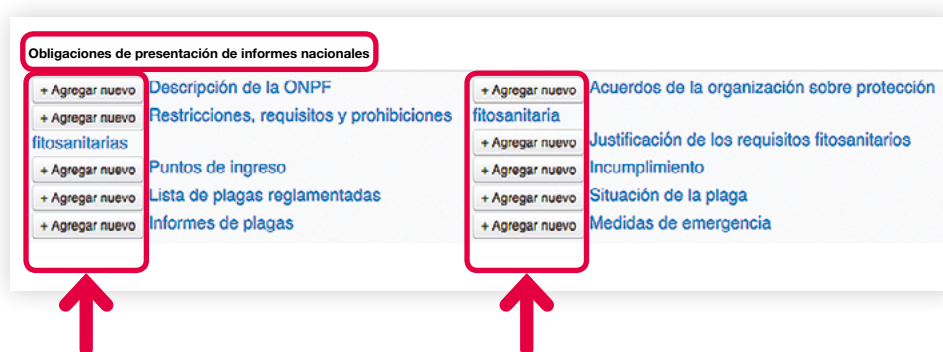 Obligaciones de presentación de informes nacionales
+ Agregar nuevo Descripción de la ONPF
+ Agregar nuevo Restricciones, requisitos y prohibiciones
fitosanitarias
+ Agregar nuevo Puntos de ingreso
+ Agregar nuevo Lista de plagas reglamentadas
+ Agregar nuevo Informes de plagas
+ Agregar nuevo Acuerdos de la organización sobre protección
fitosanitaria
+ Agregar nuevo Justificación de los requisitos fitosanitarios
+ Agregar nuevo Incumplimiento
+ Agregar nuevo Situación de la plaga
+ Agregar nuevo Medidas de emergencia